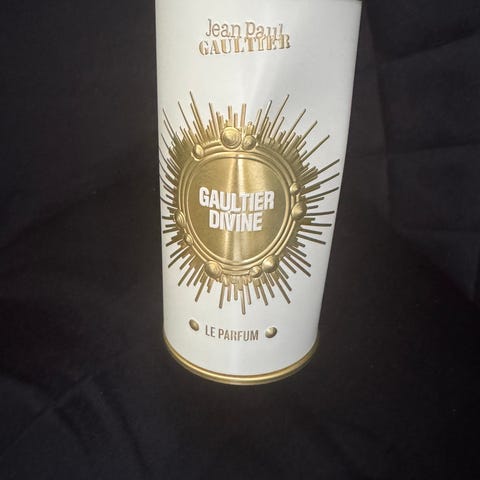 Jean Paul
GAULTIER
GAULTIER
DIVINE
LE PARFUM